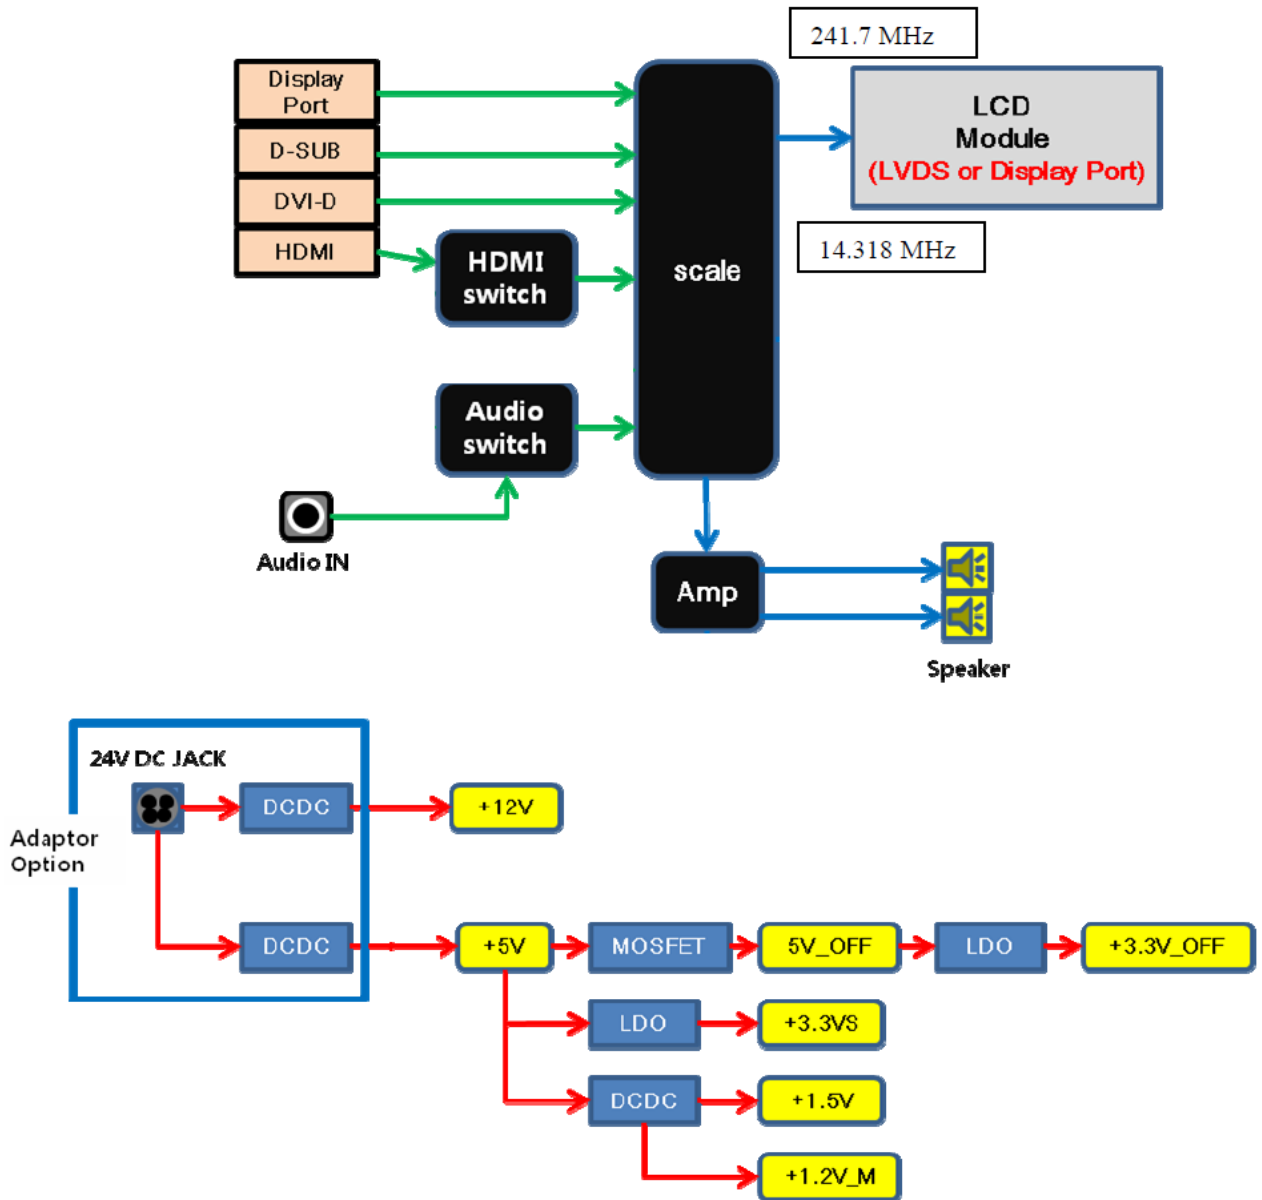 241.7 MHz
Display
Port
D-SUB
DVI-D
HDMI
HDMI
switch
scale
LCD
Module
(LVDS or Display Port)
14.318 MHz
Audio
switch
Audio IN
Amp
Speaker
24V DC JACK
Adaptor
Option
DCDC
+12V
DCDC
+5V
MOSFET
5V_OFF
LDO
+3.3V_OFF
LDO
+3.3VS
DCDC
+1.5V
+1.2V_M